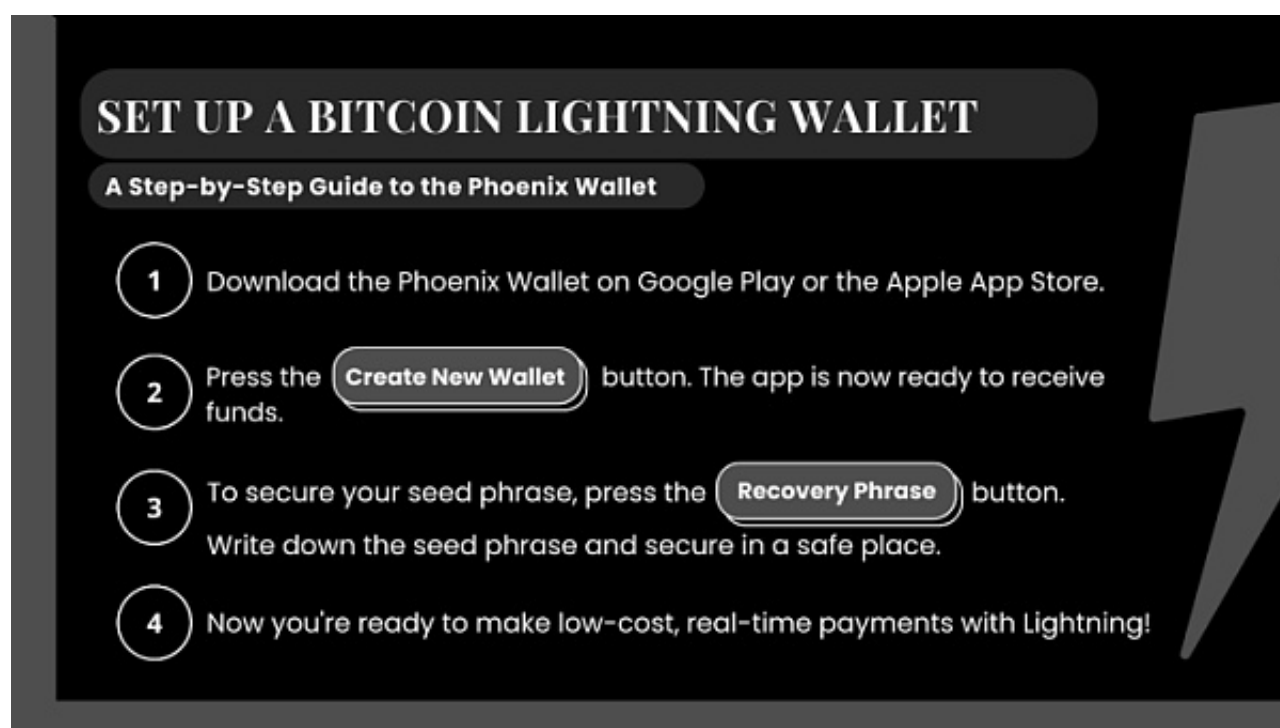 SET UP A BITCOIN LIGHTNING WALLET
A Step-by-Step Guide to the Phoenix Wallet
1 Download the Phoenix Wallet on Google Play or the Apple App Store.
2 Press the Create New Wallet button. The app is now ready to receive
funds.
3 To secure your seed phrase, press the Recovery Phrase button.
Write down the seed phrase and secure in a safe place.
4 Now you're ready to make low-cost, real-time payments with Lightning!